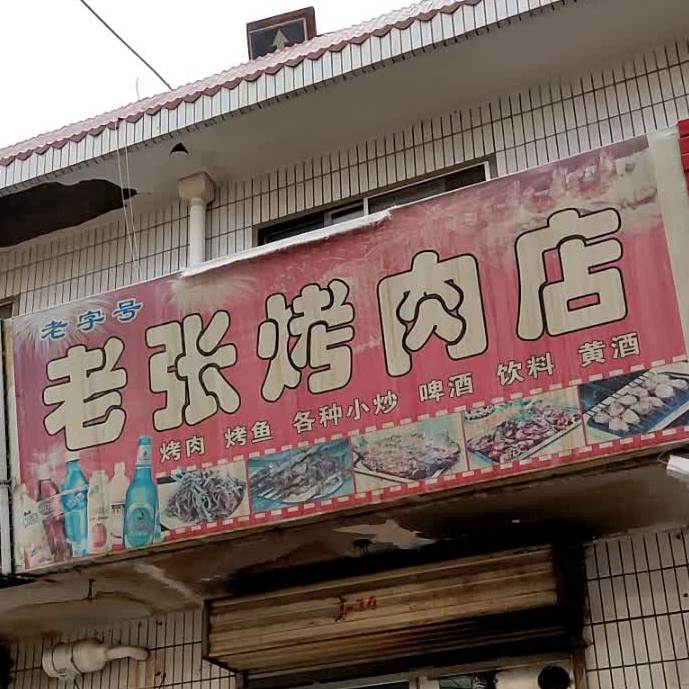 老字号
老张烤肉店
烤肉 烤鱼 各种小炒 啤酒 饮料 黄酒